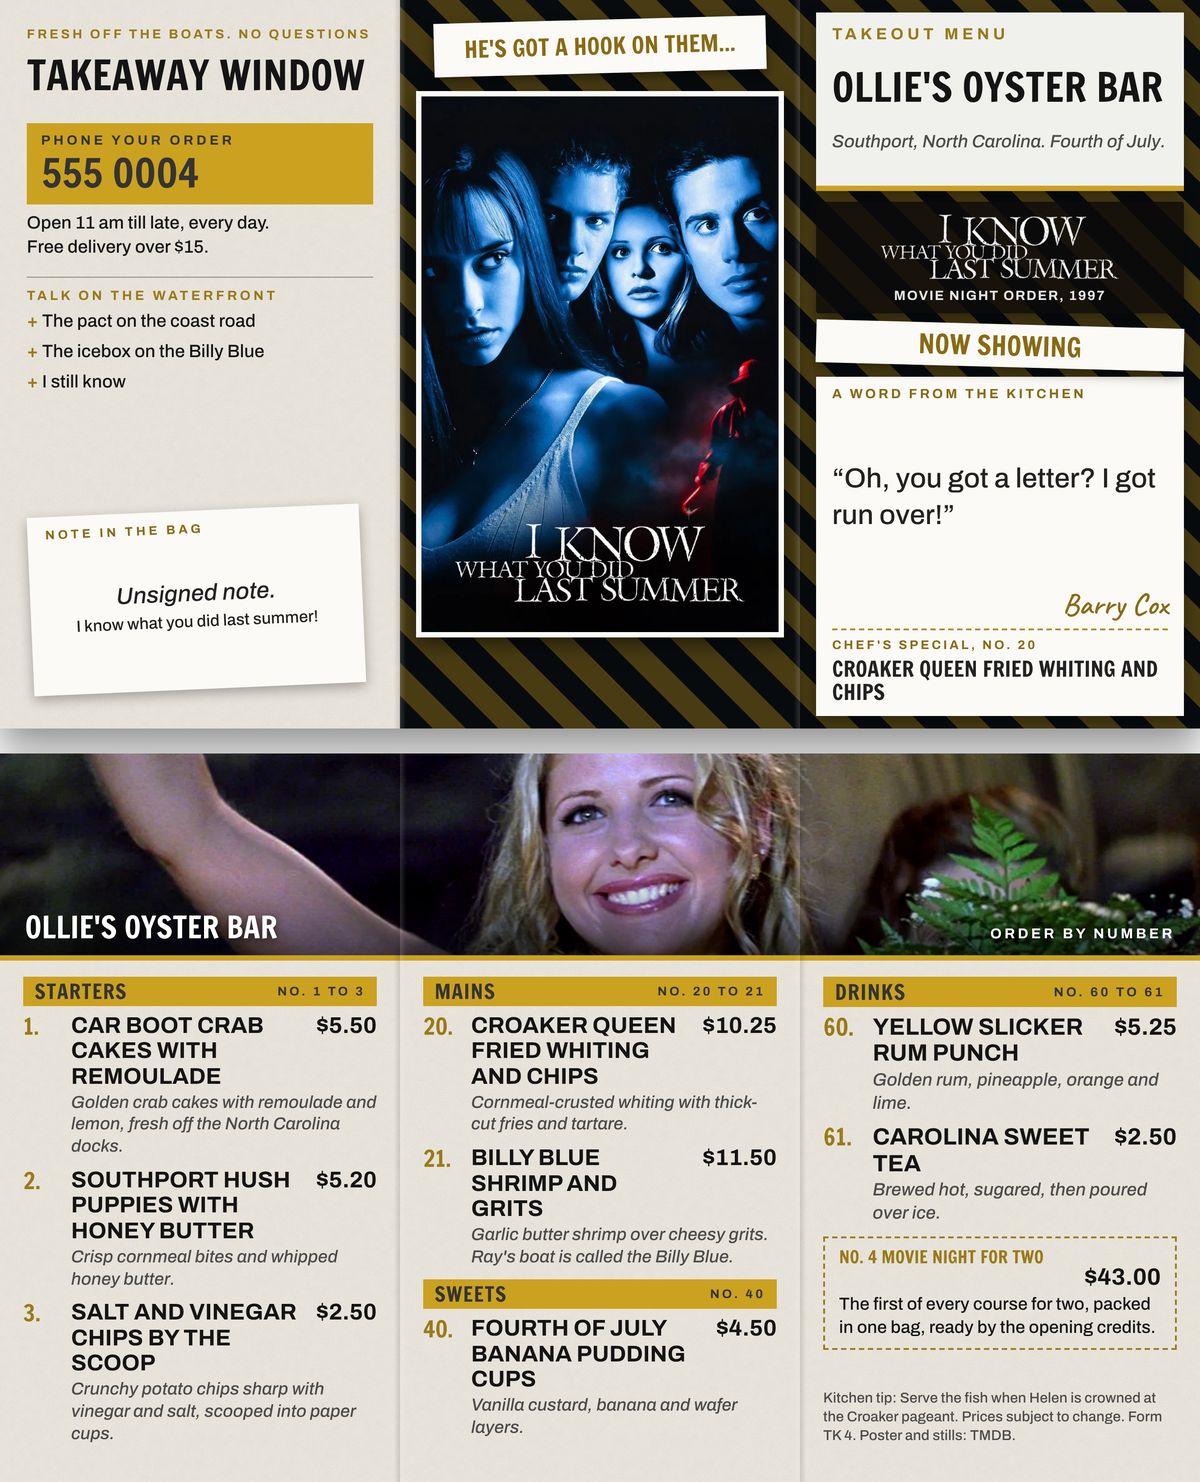 FRESH OFF THE BOATS. NO QUESTIONS
TAKEAWAY WINDOW
PHONE YOUR ORDER
555 0004
Open 11 am till late, every day.
Free delivery over $15.
TALK ON THE WATERFRONT
+ The pact on the coast road
+ The icebox on the Billy Blue
+ I still know
NOTE IN THE BAG
Unsigned note.
I know what you did last summer!
HE'S GOT A HOOK ON THEM...
I KNOW
WHAT YOU DID
LAST SUMMER
TAKEOUT MENU
OLLIE'S OYSTER BAR
Southport, North Carolina. Fourth of July.
I KNOW
WHAT YOU DID
LAST SUMMER
MOVIE NIGHT ORDER, 1997
NOW SHOWING
A WORD FROM THE KITCHEN
“Oh, you got a letter? I got
run over!”
Barry Cox
CHEF'S SPECIAL, NO. 20
CROAKER QUEEN FRIED WHITING AND
CHIPS
OLLIE'S OYSTER BAR
ORDER BY NUMBER
STARTERS NO. 1 TO 3
1. CAR BOOT CRAB $5.50
CAKES WITH
REMOULADE
Golden crab cakes with remoulade and
lemon, fresh off the North Carolina
docks.
2. SOUTHPORT HUSH $5.20
PUPPIES WITH
HONEY BUTTER
Crisp cornmeal bites and whipped
honey butter.
3. SALT AND VINEGAR $2.50
CHIPS BY THE
SCOOP
Crunchy potato chips sharp with
vinegar and salt, scooped into paper
cups.
MAINS NO. 20 TO 21
20. CROAKER QUEEN $10.25
FRIED WHITING
AND CHIPS
Cornmeal-crusted whiting with thick-
cut fries and tartare.
21. BILLY BLUE $11.50
SHRIMP AND
GRITS
Garlic butter shrimp over cheesy grits.
Ray's boat is called the Billy Blue.
SWEETS NO. 40
40. FOURTH OF JULY $4.50
BANANA PUDDING
CUPS
Vanilla custard, banana and wafer
layers.
DRINKS NO. 60 TO 61
60. YELLOW SLICKER $5.25
RUM PUNCH
Golden rum, pineapple, orange and
lime.
61. CAROLINA SWEET $2.50
TEA
Brewed hot, sugared, then poured
over ice.
NO. 4 MOVIE NIGHT FOR TWO
$43.00
The first of every course for two, packed
in one bag, ready by the opening credits.
Kitchen tip: Serve the fish when Helen is crowned at
the Croaker pageant. Prices subject to change. Form
TK 4. Poster and stills: TMDB.